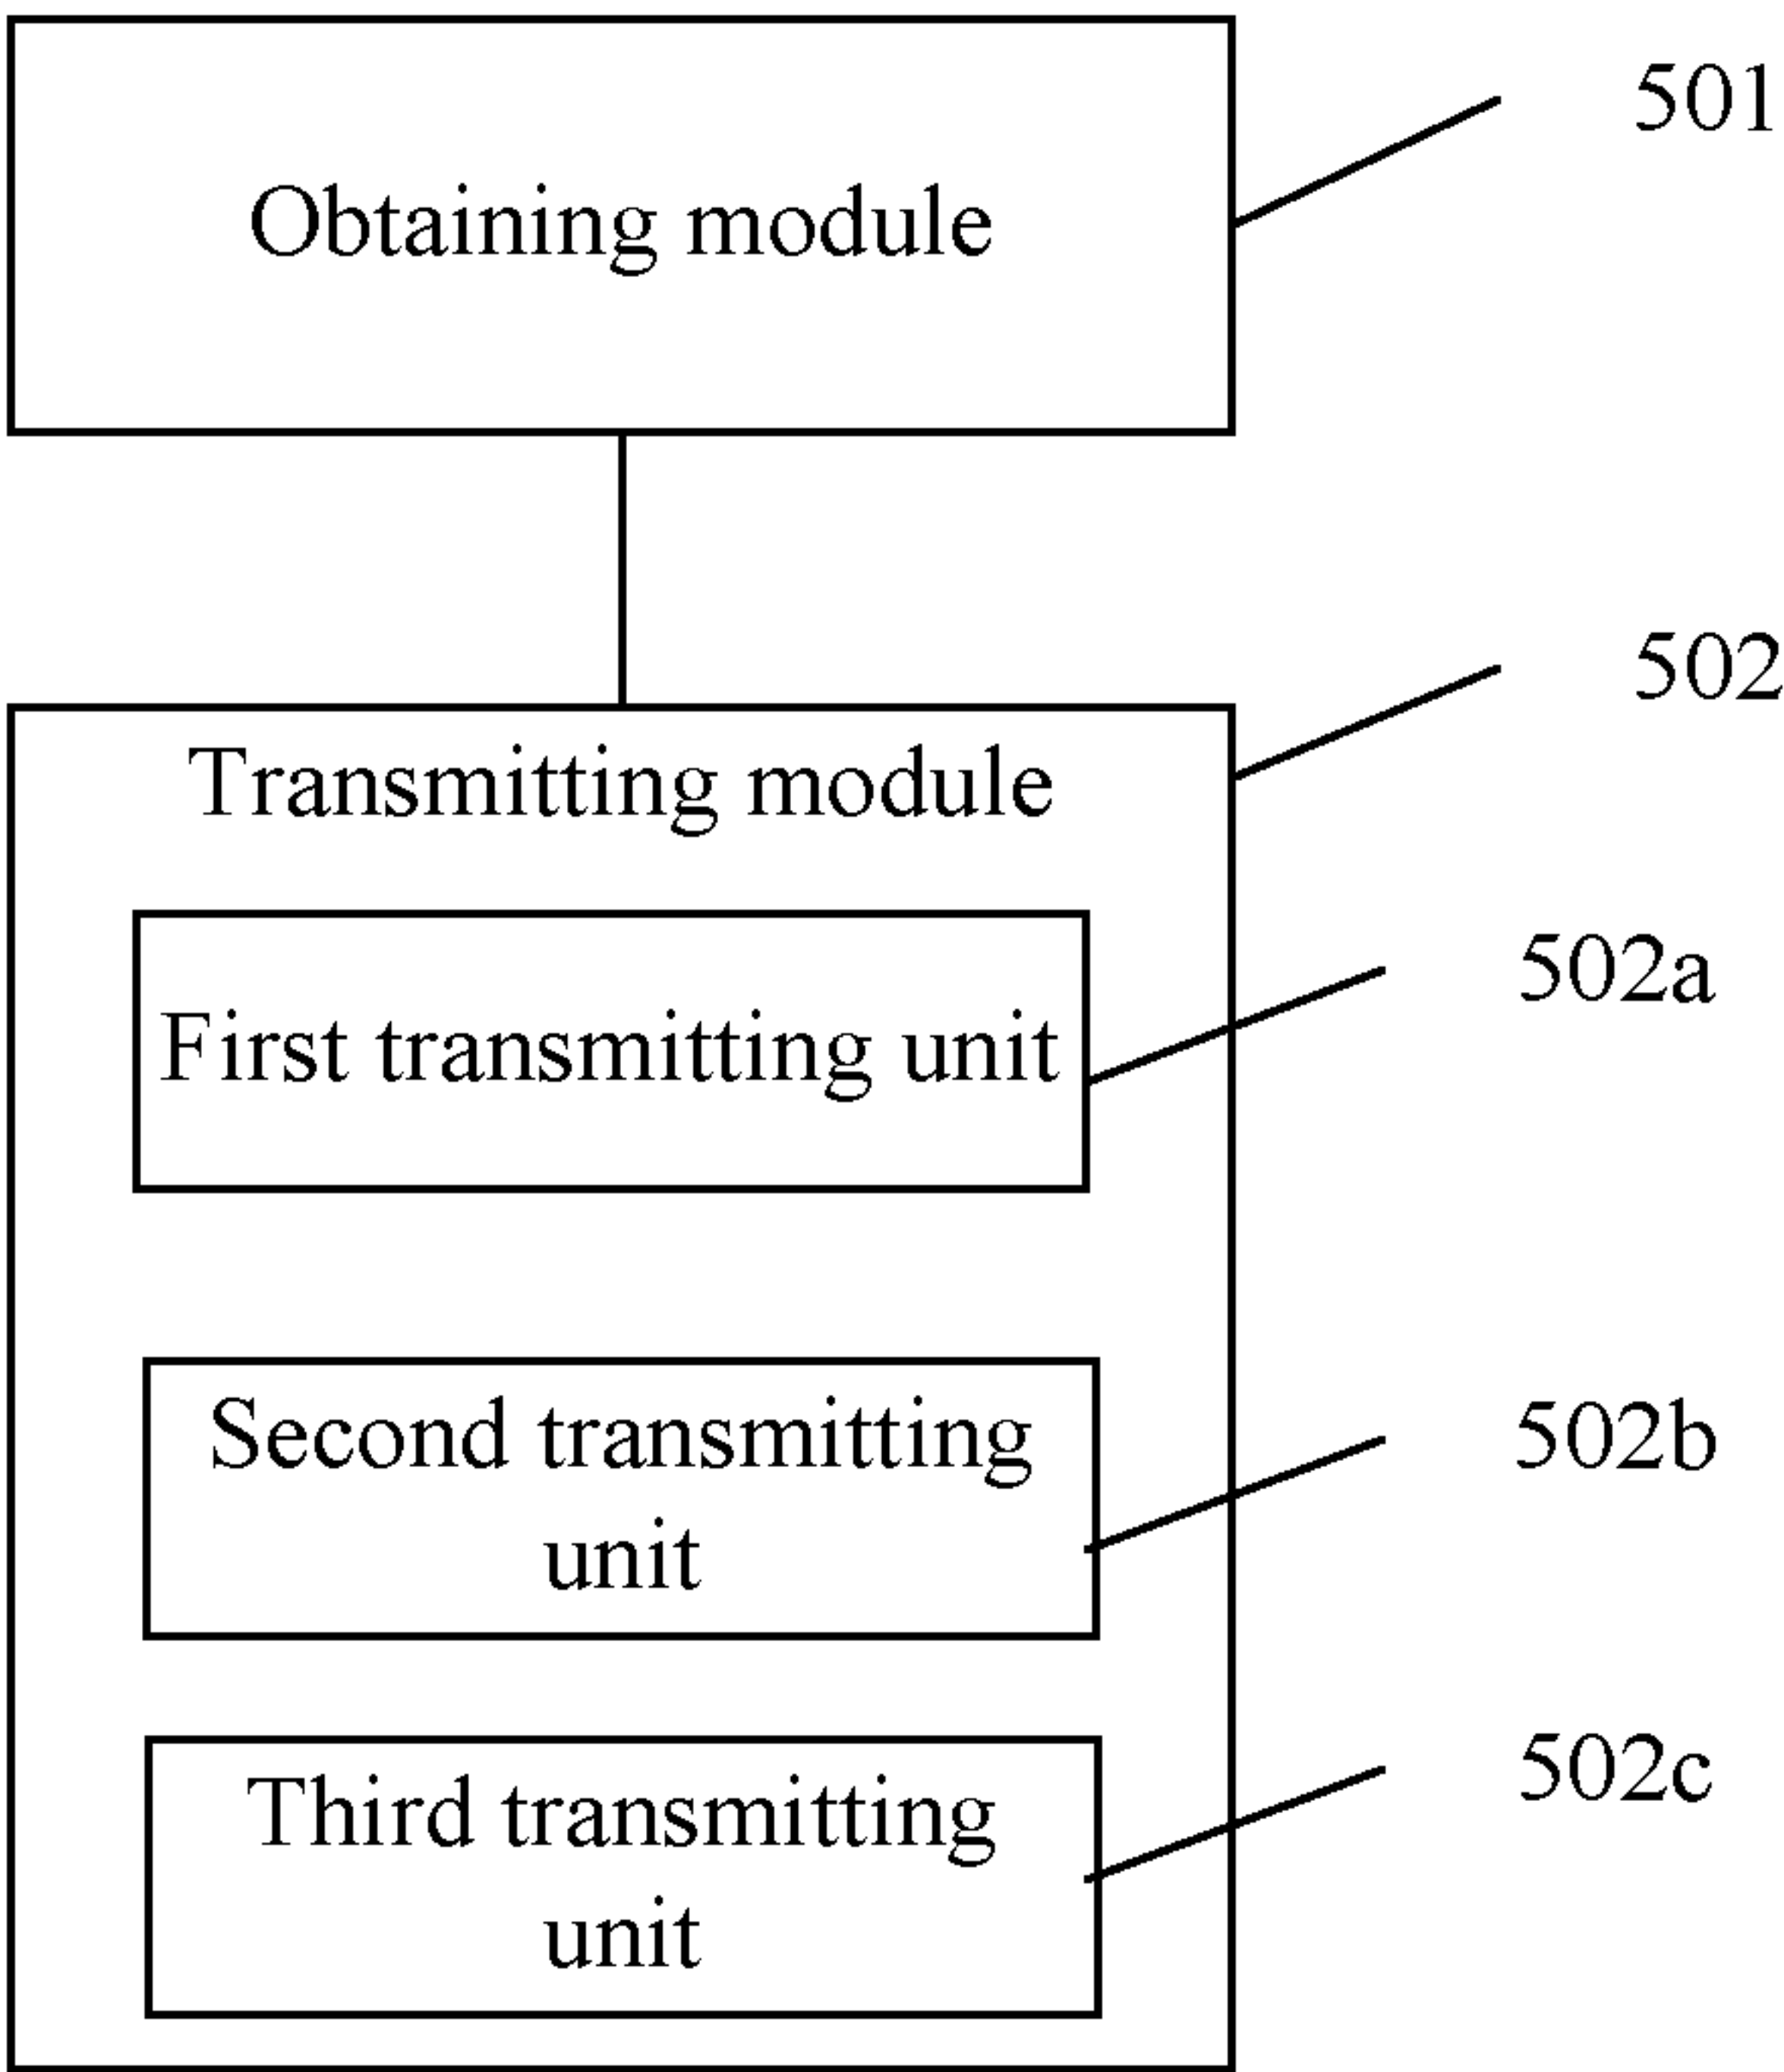 Obtaining module
501
502
Transmitting module
502a
First transmitting unit
502b
Second transmitting
unit
502c
Third transmitting
unit